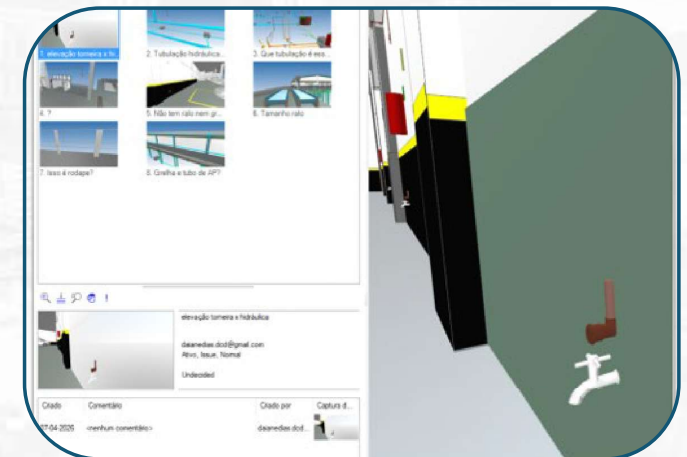 1. elevação torneira x hi...
2. Tubulação hidráulica...
3. Que tubulação é ess...
4. ?
5. Não tem ralo nem gr...
6. Tamanho ralo
7. Isso é rodape?
8. Grelha e tubo de AP?
elevação torneira x hidráulica
daianedias.dcd@gmail.com
Ativo, Issue, Normal
Undecided
Criado Comentário Criado por Captura d...
07-04-2026 <nenhum comentário> daianedias.dcd...